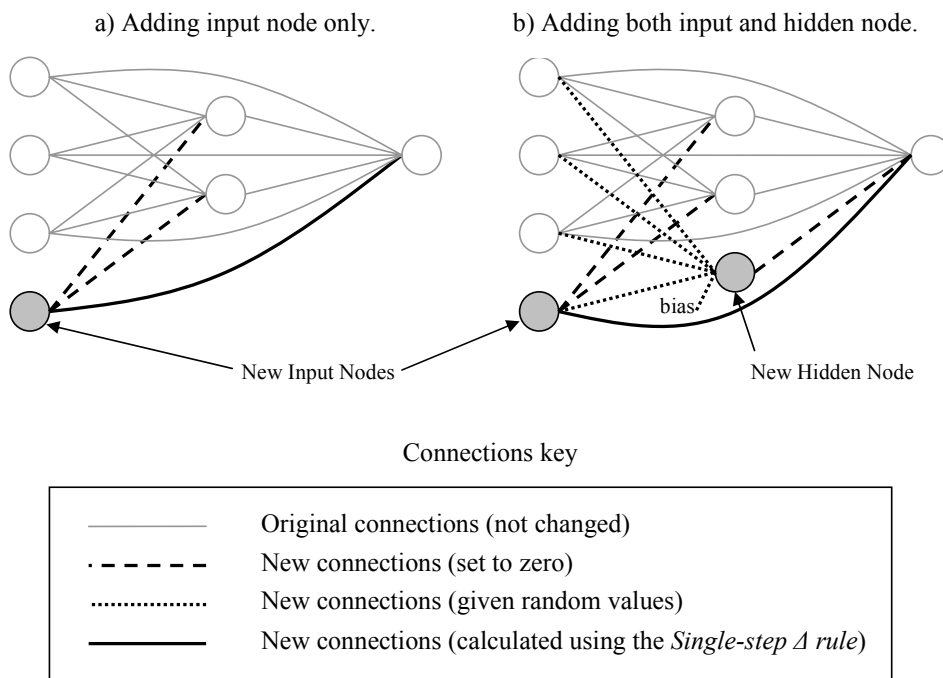 a) Adding input node only.
b) Adding both input and hidden node.
bias
New Input Nodes
New Hidden Node
Connections key
Original connections (not changed)
New connections (set to zero)
New connections (given random values)
New connections (calculated using the Single-step Δ rule)